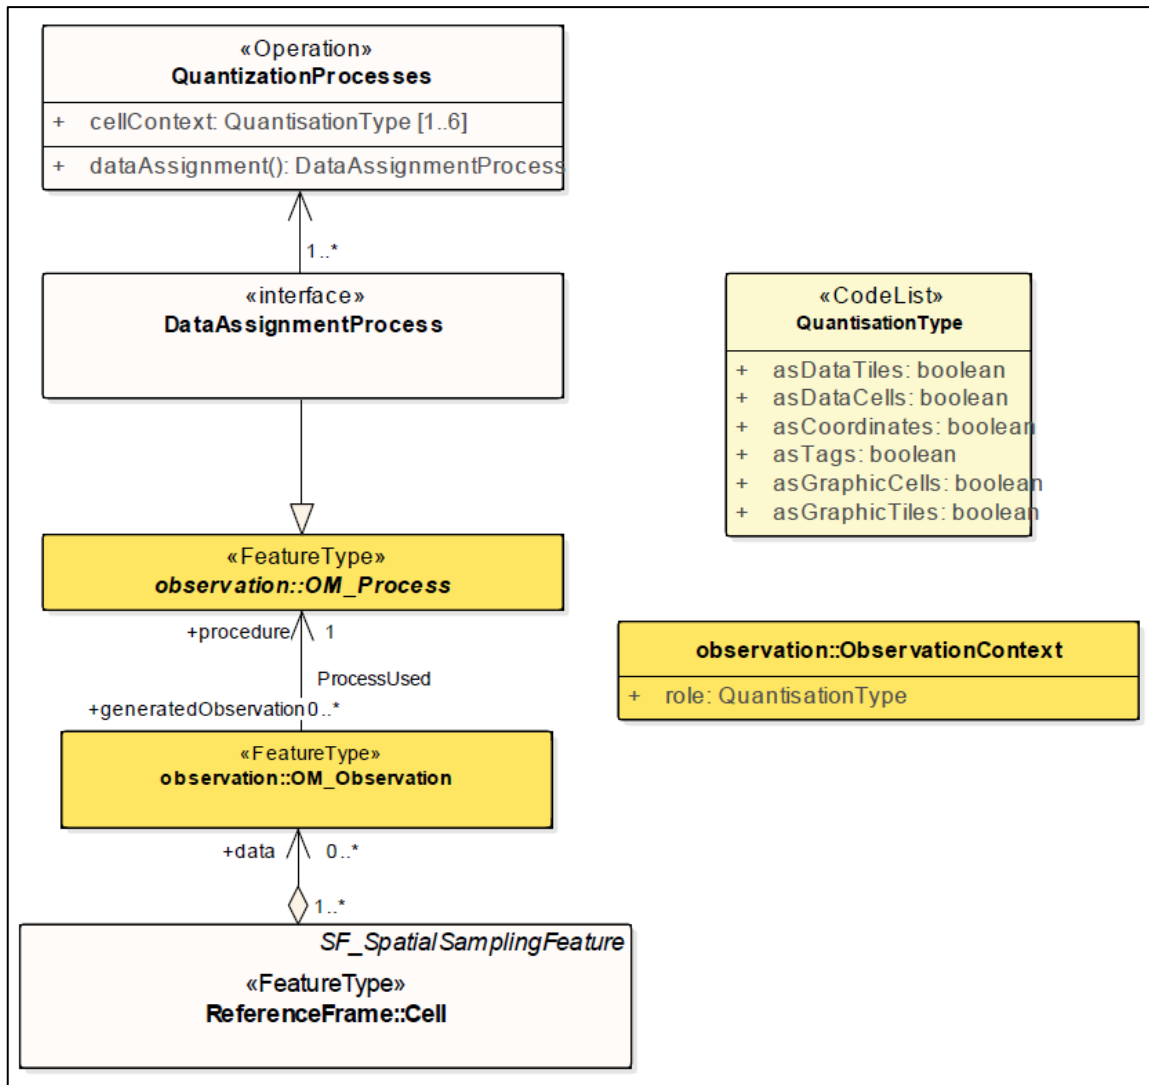 «Operation»
QuantizationProcesses
+ cellContext: QuantisationType [1..6]
+ dataAssignment(): DataAssignmentProcess
1..*
«interface»
DataAssignmentProcess
«CodeList»
QuantisationType
+ asDataTiles: boolean
+ asDataCells: boolean
+ asCoordinates: boolean
+ asTags: boolean
+ asGraphicCells: boolean
+ asGraphicTiles: boolean
«FeatureType»
observation::OM_Process
+procedure 1
ProcessUsed
+generatedObservation 0..*
observation::ObservationContext
+ role: QuantisationType
«FeatureType»
observation::OM_Observation
+data 0..*
1..*
SF_SpatialSamplingFeature
«FeatureType»
ReferenceFrame::Cell